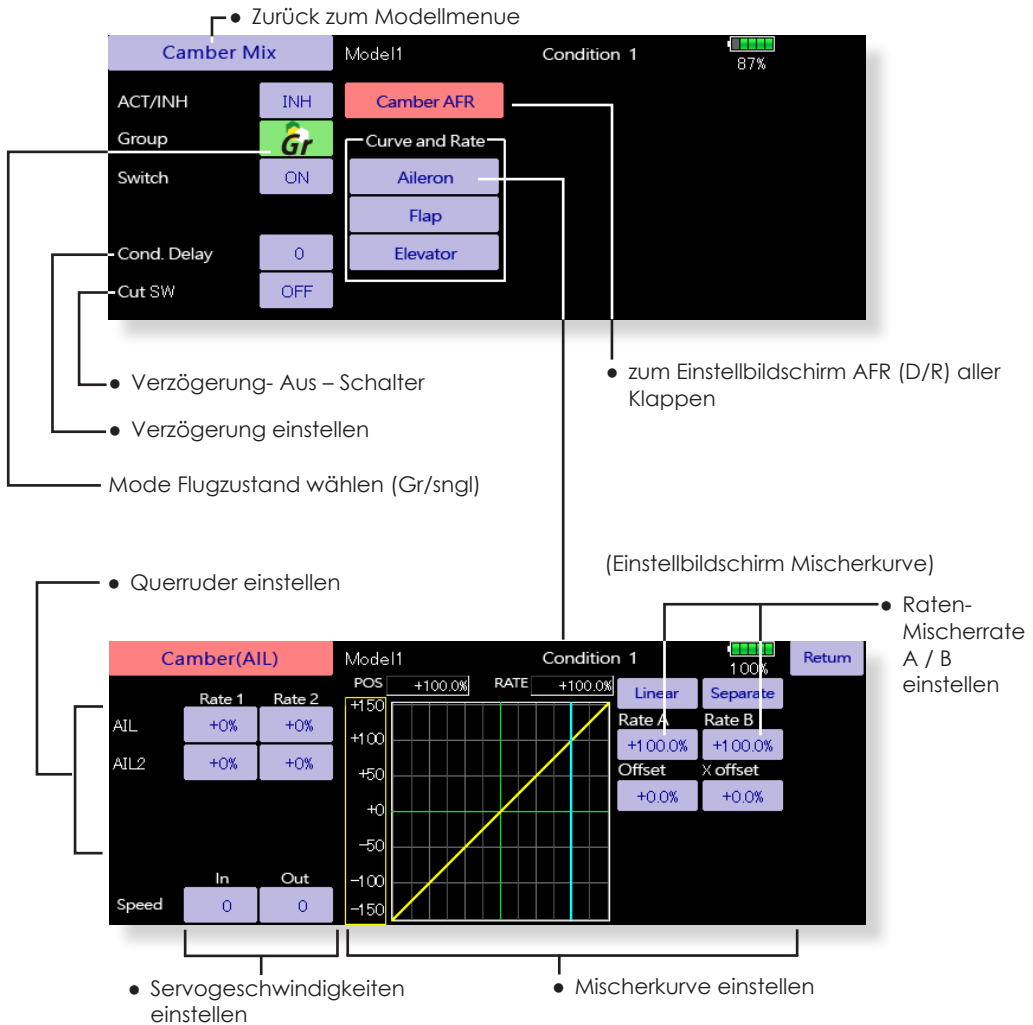 ● Zurück zum Modellmenue
Camber Mix
Model1
Condition 1
87%
ACT/INH
INH
Camber AFR
Group
Gr
Curve and Rate
Switch
ON
Aileron
Flap
Cond. Delay
0
Elevator
Cut SW
OFF
● Verzögerung- Aus – Schalter
● zum Einstellbildschirm AFR (D/R) aller
Klappen
● Verzögerung einstellen
Mode Flugzustand wählen (Gr/sngl)
(Einstellbildschirm Mischerkurve)
● Querruder einstellen
● Raten-
Mischerrate
A / B
einstellen
Camber(AIL)
Model1
Condition 1
100%
Return
POS
+100.0%
RATE
+100.0%
Linear
Separate
Rate 1
Rate 2
Rate A
Rate B
AIL
+0%
+0%
+100.0%
+100.0%
AIL2
+0%
+0%
Offset
X offset
+0.0%
+0.0%
+150
+100
+50
+0
-50
-100
-150
In
Out
Speed
0
0
● Servogeschwindigkeiten
einstellen
● Mischerkurve einstellen